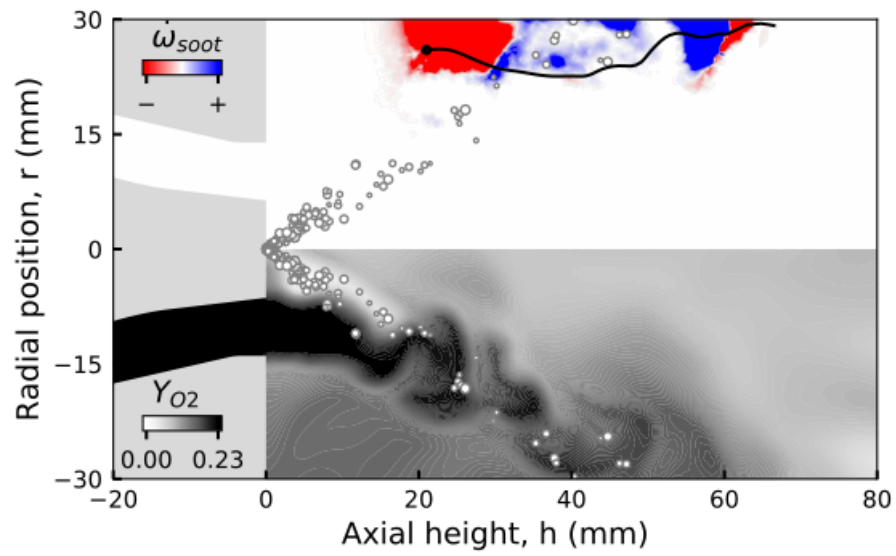 30
ω_soot
− +
15
0
−15
Y_O2
0.00 0.23
−30
−20 0 20 40 60 80
Axial height, h (mm)
Radial position, r (mm)